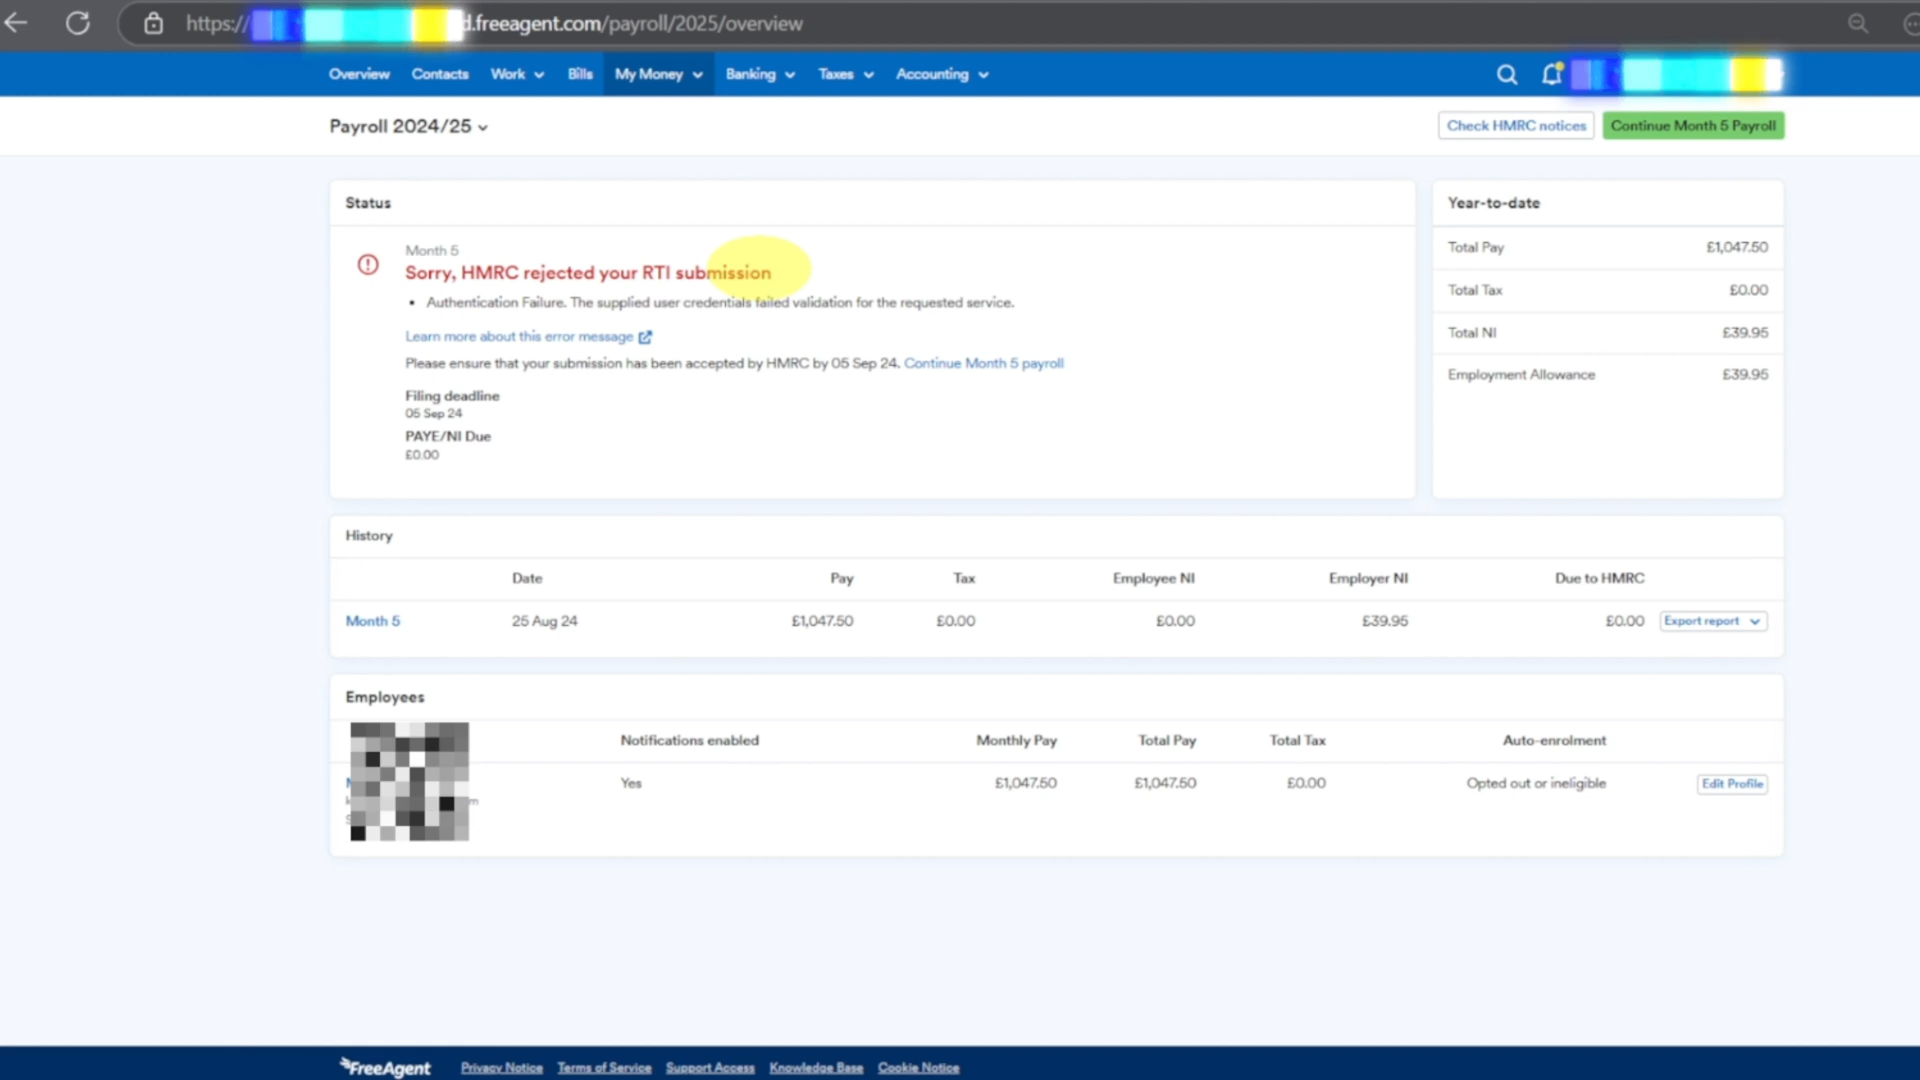 https:// d.freeagent.com/payroll/2025/overview
Overview Contacts Work Bills My Money Banking Taxes Accounting
Payroll 2024/25
Check HMRC notices Continue Month 5 Payroll
Status
Month 5
Sorry, HMRC rejected your RTI submission
• Authentication Failure. The supplied user credentials failed validation for the requested service.
Learn more about this error message
Please ensure that your submission has been accepted by HMRC by 05 Sep 24. Continue Month 5 payroll
Filing deadline
05 Sep 24
PAYE/NI Due
£0.00
Year-to-date
Total Pay £1,047.50
Total Tax £0.00
Total NI £39.95
Employment Allowance £39.95
History
Date Pay Tax Employee NI Employer NI Due to HMRC
Month 5 25 Aug 24 £1,047.50 £0.00 £0.00 £39.95 £0.00 Export report
Employees
Notifications enabled Monthly Pay Total Pay Total Tax Auto-enrolment
Yes £1,047.50 £1,047.50 £0.00 Opted out or ineligible Edit Profile
FreeAgent Privacy Notice Terms of Service Support Access Knowledge Base Cookie Notice